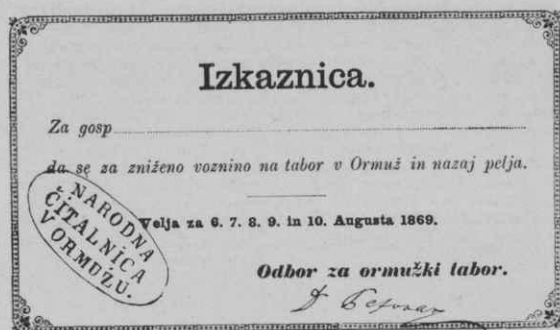 Izkaznica.
Za gosp
da se za zniženo voznino na tabor v Ormuž in nazaj pelja.
Velja za 6. 7. 8. 9. in 10. Augusta 1869.
NARODNA
ČITALNICA
V ORMUŽU.
Odbor za ormužki tabor.